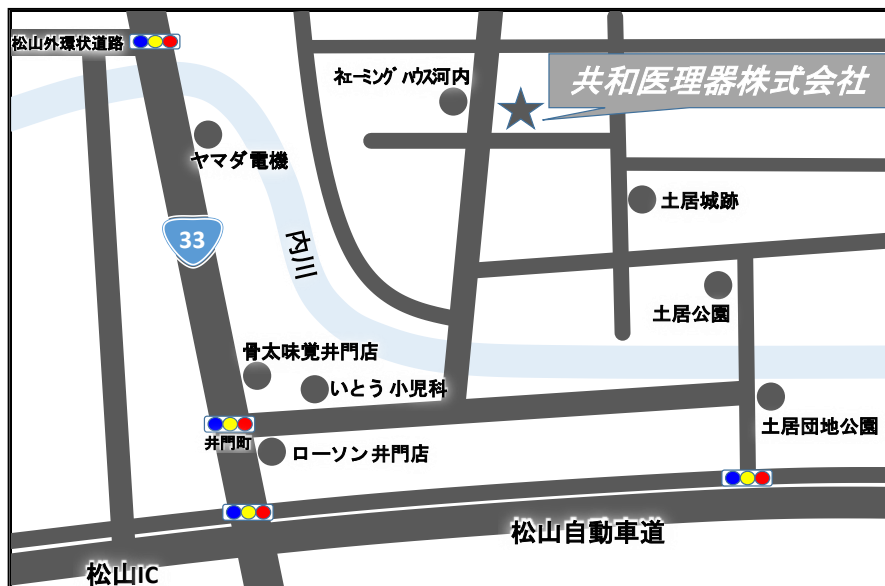 松山外環状道路
ネーミングハウス河内
共和医理器株式会社
ヤマダ電機
土居城跡
33
内川
土居公園
骨太味覚井門店
いとう小児科
井門町
土居団地公園
ローソン井門店
松山自動車道
松山IC